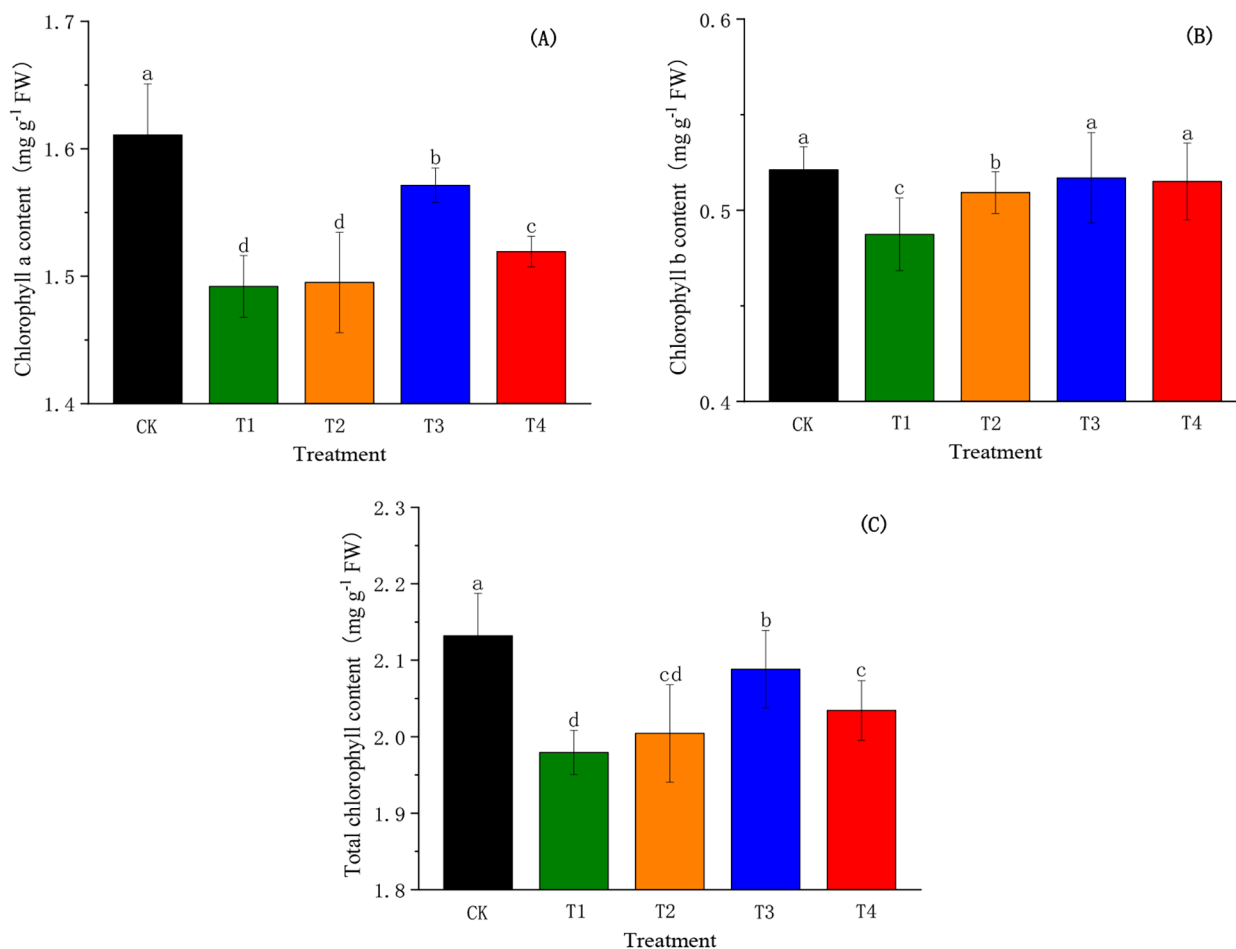 (A)
Chlorophyll a content (mg g⁻¹ FW)
1.7
1.6
1.5
1.4
a
d
d
b
c
CK T1 T2 T3 T4
Treatment
(B)
Chlorophyll b content (mg g⁻¹ FW)
0.6
0.5
0.4
a
c
b
a
a
CK T1 T2 T3 T4
Treatment
(C)
Total chlorophyll content (mg g⁻¹ FW)
2.3
2.2
2.1
2.0
1.9
1.8
a
d
cd
b
c
CK T1 T2 T3 T4
Treatment